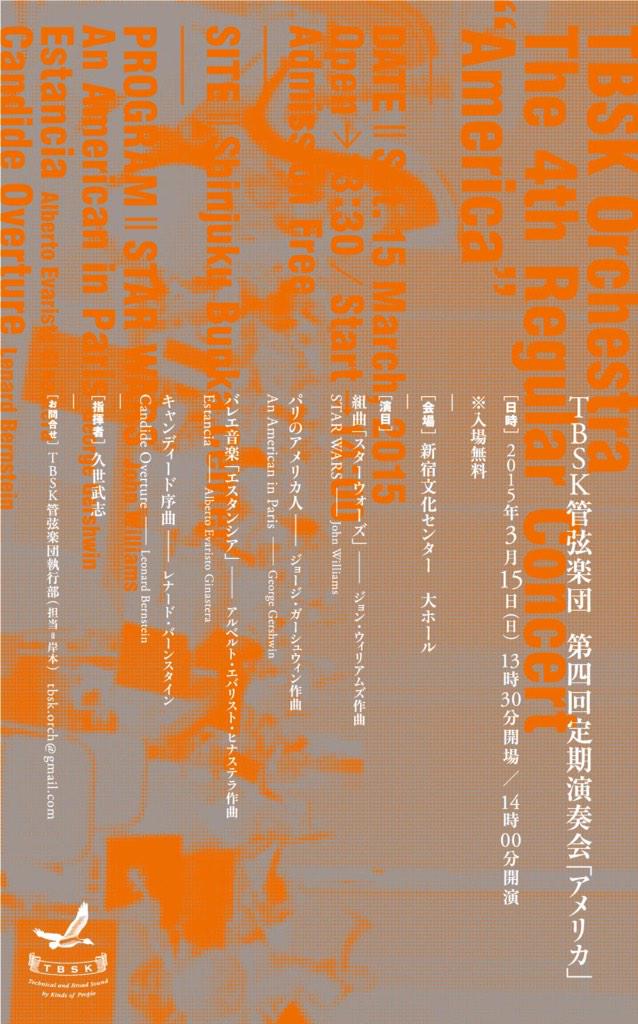 TBSK Orchestra
The 4th Regular Concert
“America”
DATE || S 15 March 2015
Open→ 3:30／Start
Admission Free
SITE || Shinjuku Bunk
PROGRAM || STAR WARS John Williams
An American in Paris George Gershwin
Estancia Alberto Evaristo
Candide Overture Lenard Bernstein
TBSK管弦楽団 第四回定期演奏会「アメリカ」
［日時］2015年3月15日（日） 13時30分開場／14時00分開演
※入場無料
［会場］新宿文化センター 大ホール
［演目］
組曲「スターウォーズ」── ジョン・ウィリアムズ作曲
STAR WARS ── John Williams
パリのアメリカ人 ── ジョージ・ガーシュウィン作曲
An American in Paris ── George Gershwin
バレエ音楽「エスタンシア」── アルベルト・エバリスト・ヒナステラ作曲
Estancia ── Alberto Evaristo Ginastera
キャンディード序曲 ── レナード・バーンスタイン
Candide Overture ── Leonard Bernstein
［指揮者］久世武志
［お問合せ］TBSK管弦楽団執行部（担当=岸本） tbsk.orch@gmail.com
TBSK
Technical and Broad Sound
by Kinds of People